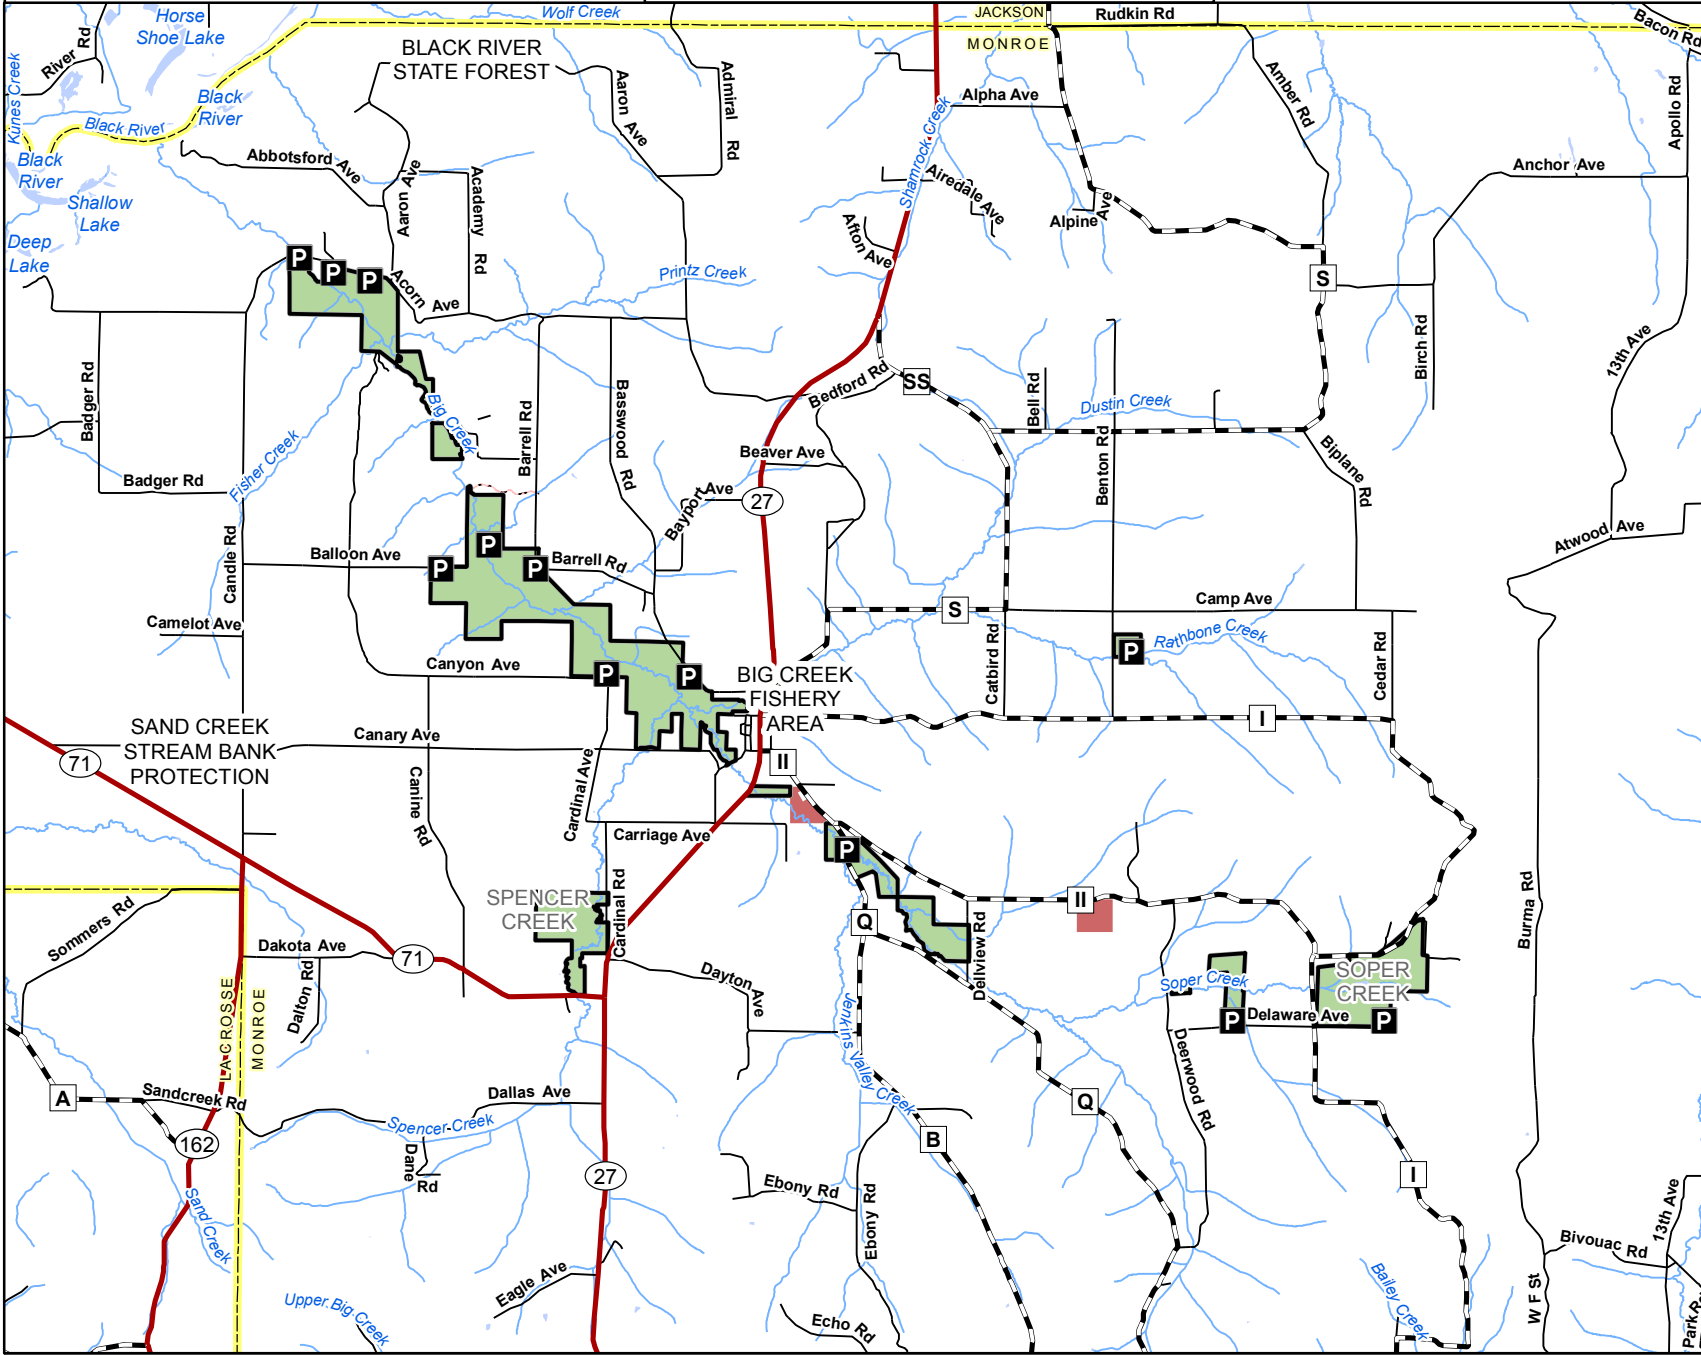 Wolf Creek
JACKSON
Rudkin Rd
MONROE
Bacon Rd
Horse
Shoe Lake
River Rd
Kunes Creek
BLACK RIVER
STATE FOREST
Black
River
Black River
Black
River
Shallow
Lake
Deep
Lake
Abbotsford Ave
Aaron Ave
Aaron Ave
Academy Rd
Admiral Rd
Alpha Ave
Amber Rd
Apollo Rd
Anchor Ave
Shamrock Creek
Airedale Ave
Alpine Ave
Afton Ave
Printz Creek
P
P
P
Acorn Ave
S
Birch Rd
13th Ave
Badger Rd
Badger Rd
Fisher Creek
Big Creek
Barrell Rd
Basswood Rd
Bedford Rd
SS
Bell Rd
Dustin Creek
Benton Rd
Biplane Rd
Beaver Ave
Bayport Ave
27
Atwood Ave
Candle Rd
Balloon Ave
P
P
P
Barrell Rd
S
Camp Ave
Camelot Ave
Canyon Ave
P
P
Catbird Rd
P
Rathbone Creek
Cedar Rd
BIG CREEK
FISHERY
AREA
I
SAND CREEK
STREAM BANK
PROTECTION
71
Canary Ave
Canine Rd
Cardinal Ave
II
Carriage Ave
P
SPENCER
CREEK
Cardinal Rd
II
Q
Dellview Rd
Burma Rd
Sommers Rd
Dakota Ave
Dalton Rd
71
Dayton Ave
Jenkins Valley Creek
Soper Creek
SOPER
CREEK
P
Delaware Ave
P
LA CROSSE
MONROE
Deerwood Rd
A
Sandcreek Rd
162
Dallas Ave
Spencer Creek
Dane
Rd
27
Q
B
I
Sand Creek
Ebony Rd
Ebony Rd
13th Ave
Bivouac Rd
Eagle Ave
Upper Big Creek
Echo Rd
Bailey Creek
W F St